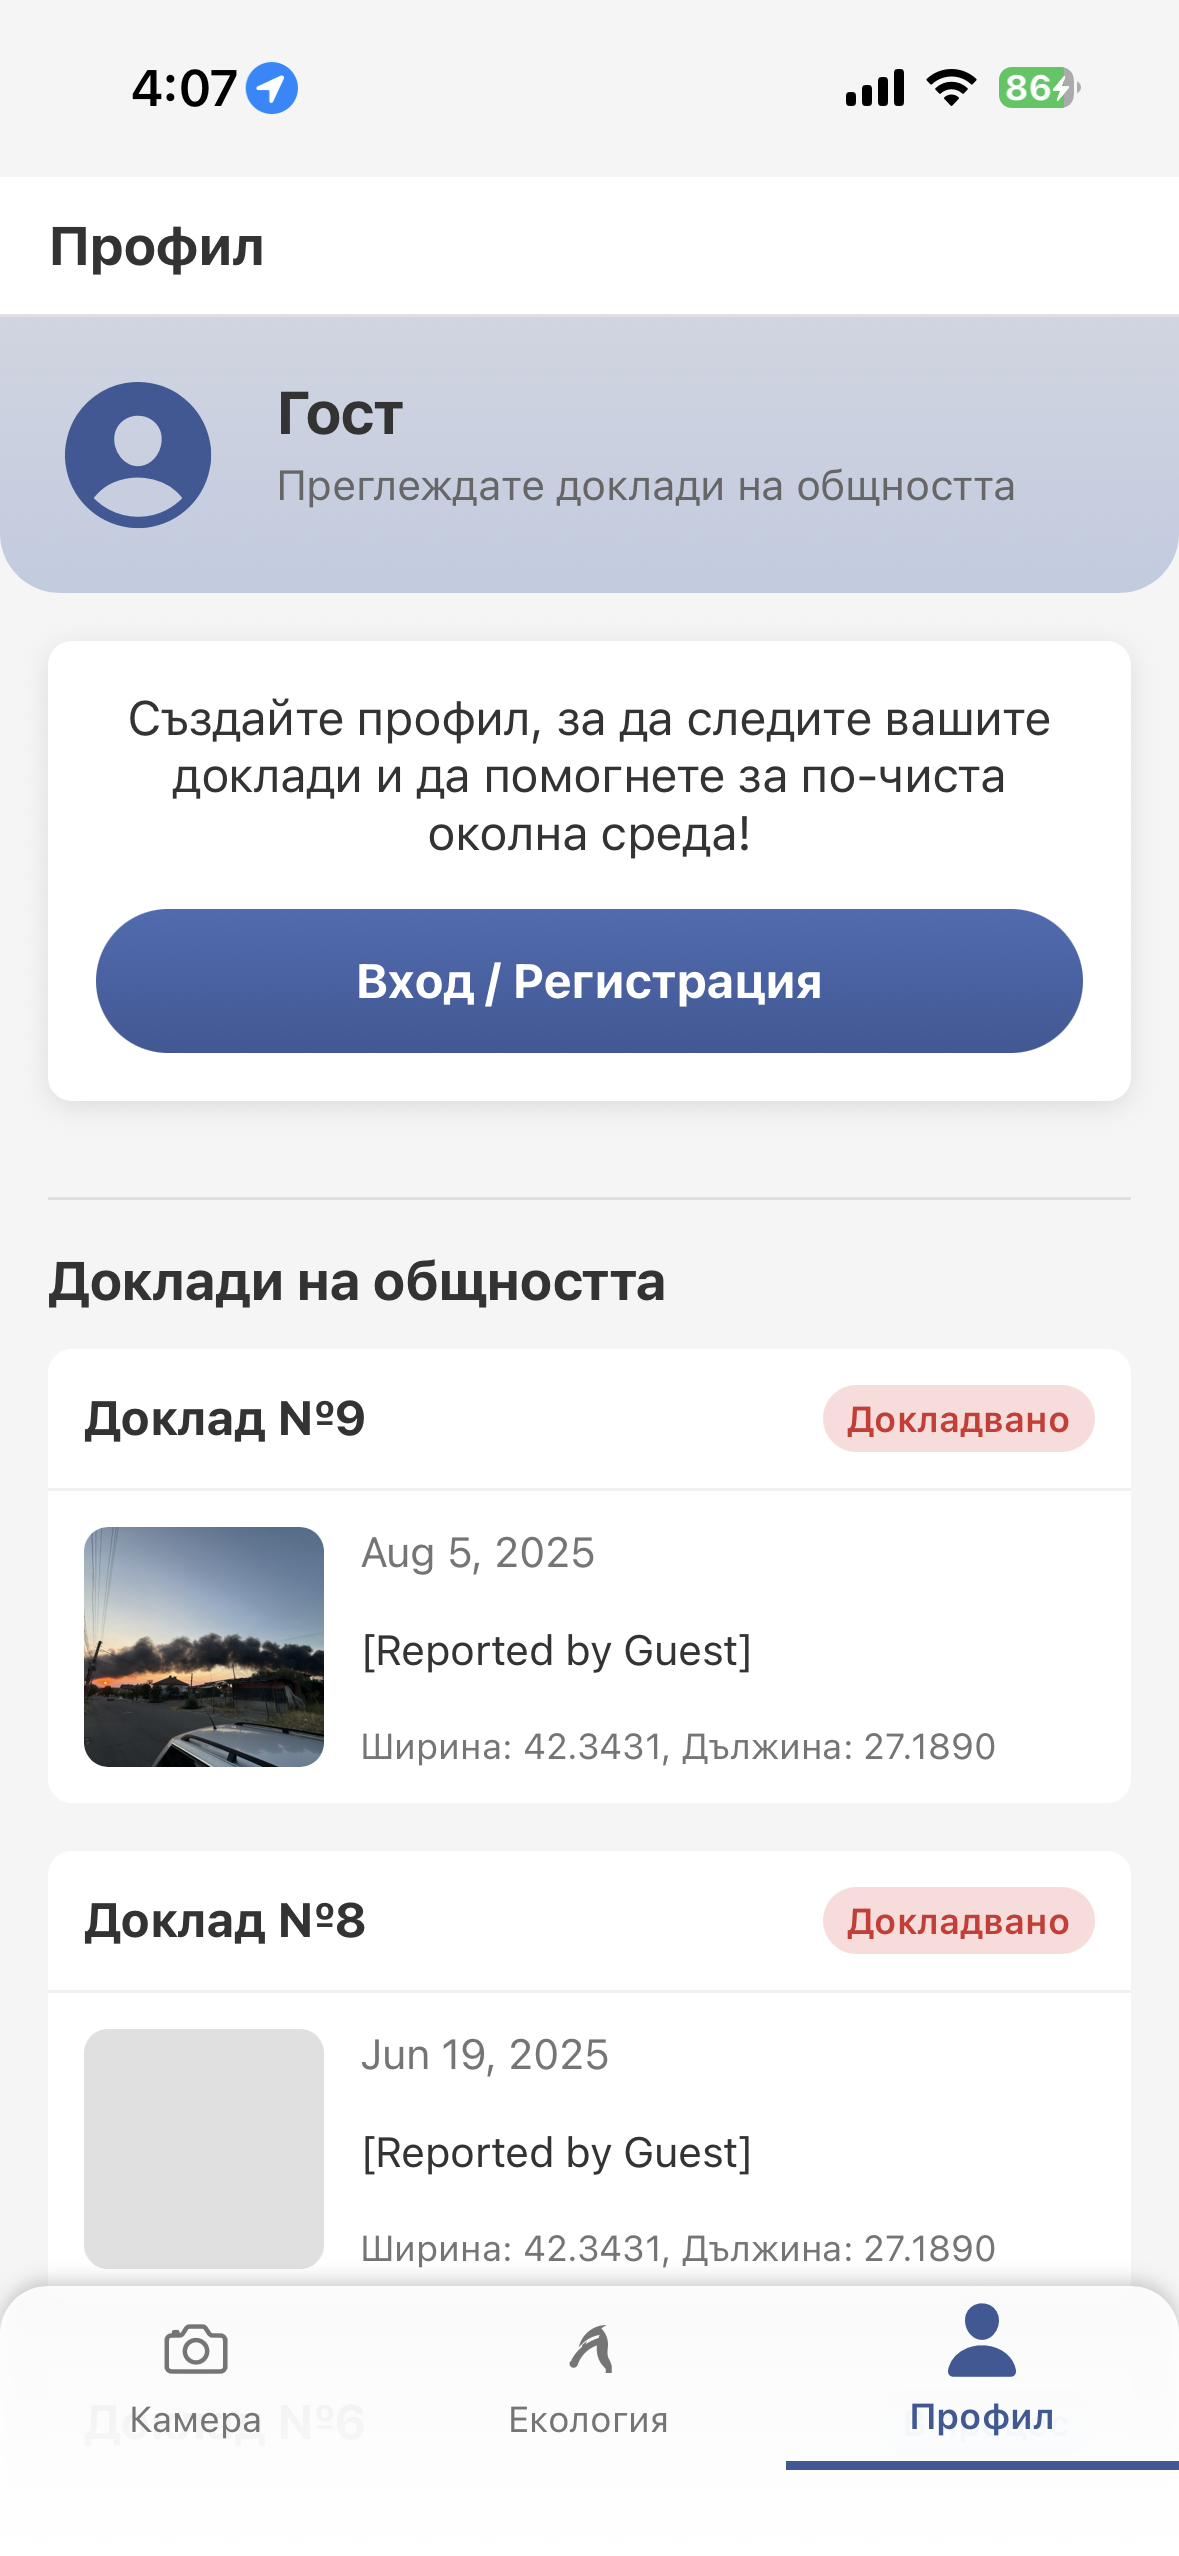 4:07
86
Профил
Гост
Преглеждате доклади на общността
Създайте профил, за да следите вашите
доклади и да помогнете за по-чиста
околна среда!
Вход / Регистрация
Доклади на общността
Доклад №9
Докладвано
Aug 5, 2025
[Reported by Guest]
Ширина: 42.3431, Дължина: 27.1890
Доклад №8
Докладвано
Jun 19, 2025
[Reported by Guest]
Ширина: 42.3431, Дължина: 27.1890
Доклад №6
Камера
Екология
Профил